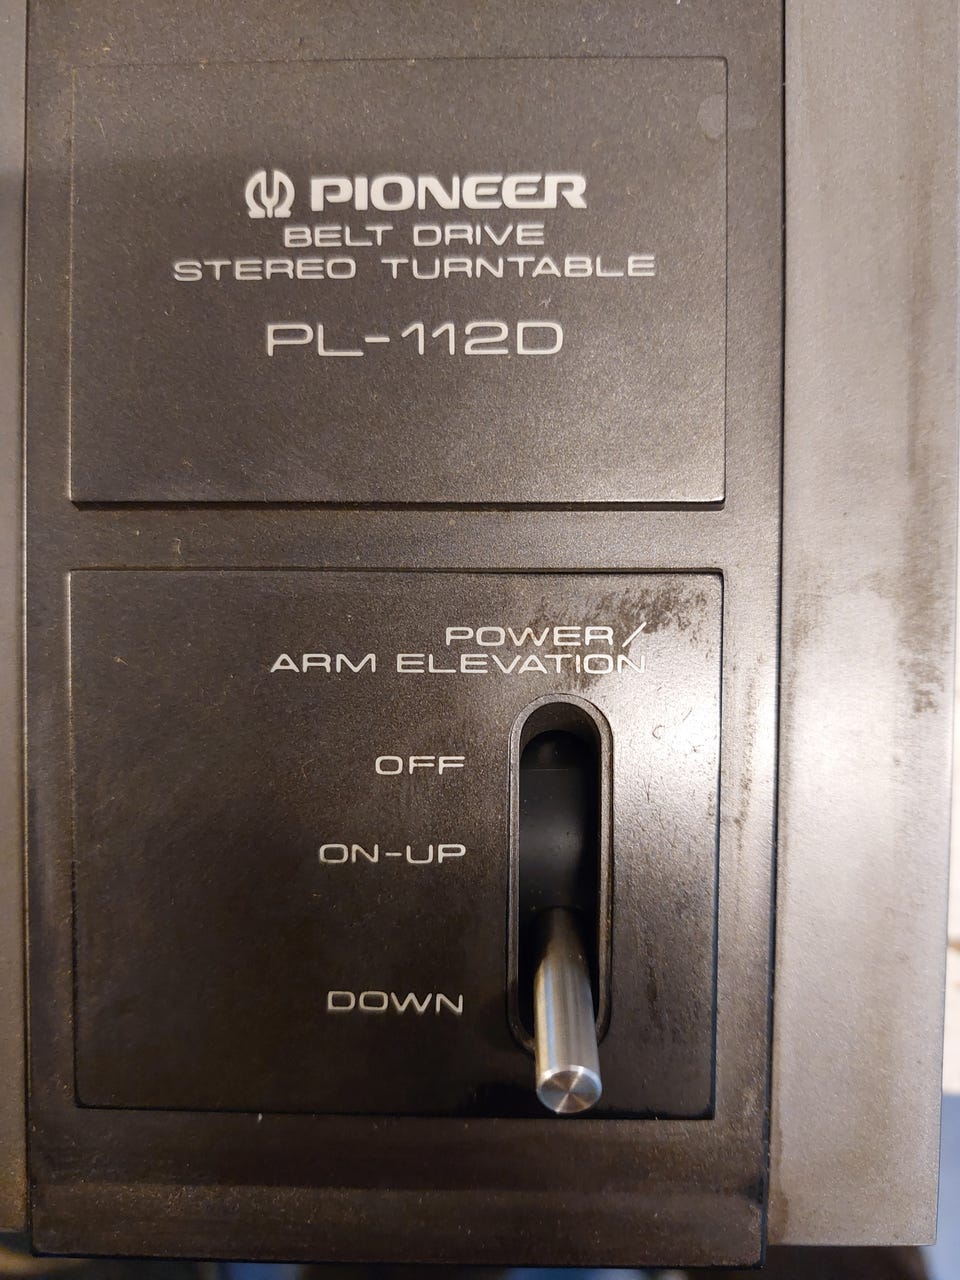 PIONEER
BELT DRIVE
STEREO TURNTABLE
PL-112D
POWER/
ARM ELEVATION
OFF
ON-UP
DOWN